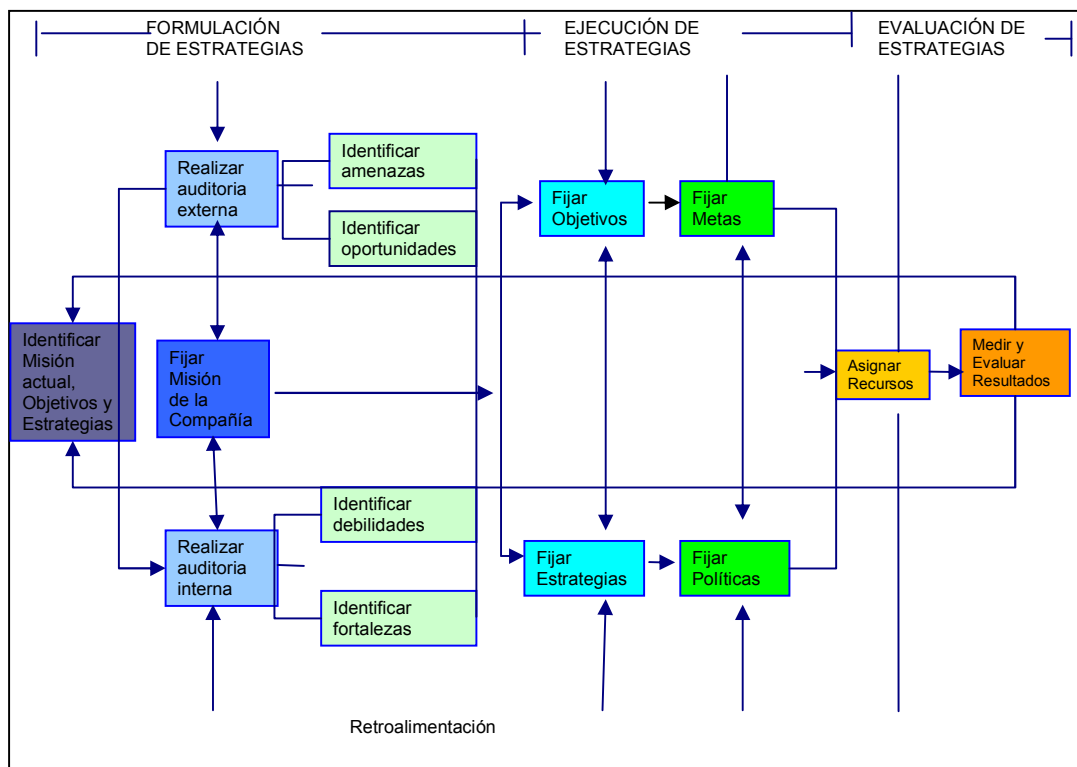 FORMULACIÓN
DE ESTRATEGIAS
EJECUCIÓN DE
ESTRATEGIAS
EVALUACIÓN DE
ESTRATEGIAS
Realizar
auditoria
externa
Identificar
amenazas
Identificar
oportunidades
Fijar
Objetivos
Fijar
Metas
Identificar
Misión
actual,
Objetivos y
Estrategias
Fijar
Misión
de la
Compañía
Asignar
Recursos
Medir y
Evaluar
Resultados
Identificar
debilidades
Realizar
auditoria
interna
Identificar
fortalezas
Fijar
Estrategias
Fijar
Políticas
Retroalimentación